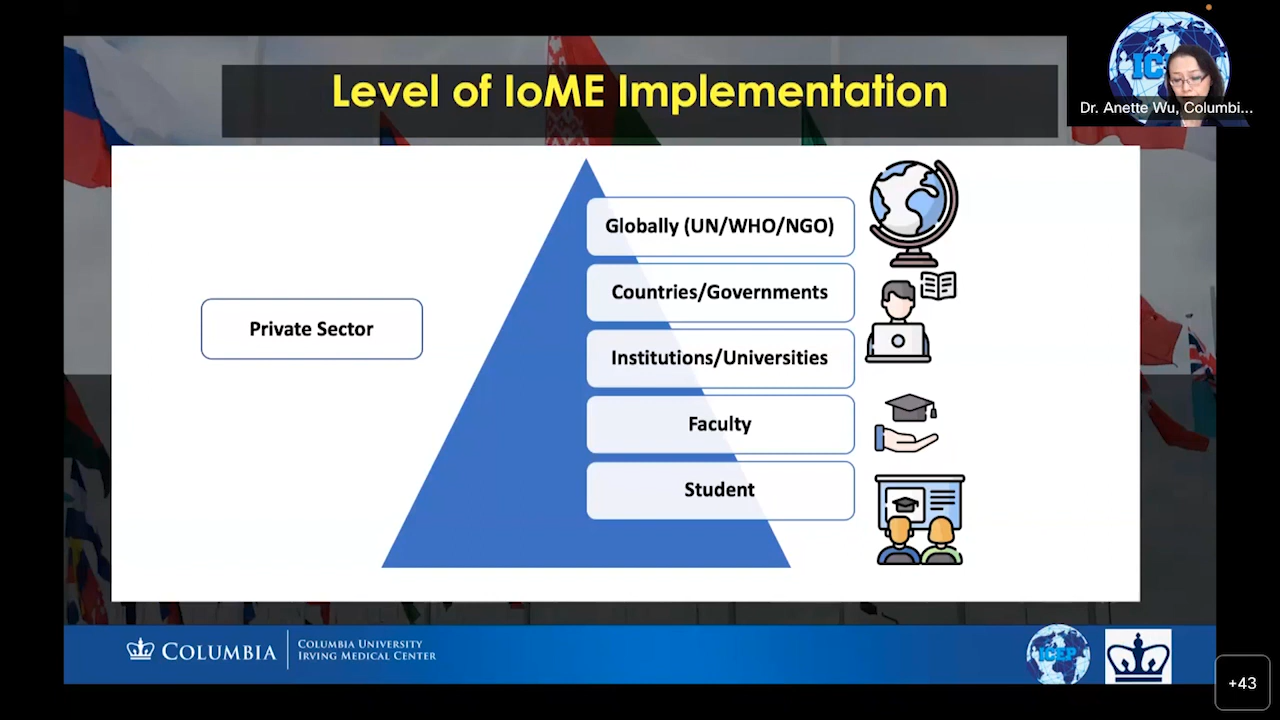 Level of IoME Implementation
Dr. Anette Wu, Columbi...
Globally (UN/WHO/NGO)
Countries/Governments
Private Sector
Institutions/Universities
Faculty
Student
COLUMBIA
COLUMBIA UNIVERSITY
IRVING MEDICAL CENTER
ICEP
+43